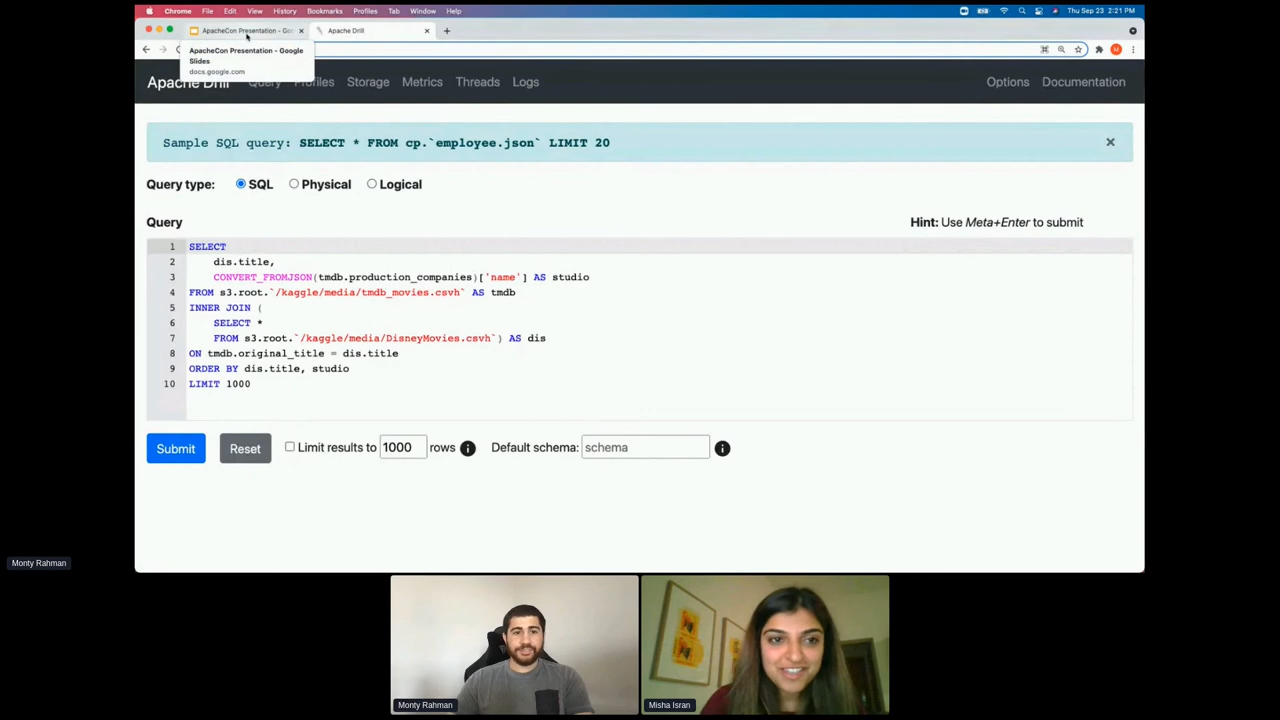 Chrome File Edit View History Bookmarks Profiles Tab Window Help Thu Sep 23 2:21 PM
ApacheCon Presentation - Goo
Apache Drill
ApacheCon Presentation - Google
Slides
docs.google.com
M
Apache Drill Query Profiles Storage Metrics Threads Logs Options Documentation
Sample SQL query: SELECT * FROM cp.`employee.json` LIMIT 20
Query type: SQL Physical Logical
Query
Hint: Use Meta+Enter to submit
1 SELECT
2 dis.title,
3 CONVERT_FROMJSON(tmdb.production_companies)['name'] AS studio
4 FROM s3.root.`/kaggle/media/tmdb_movies.csvh` AS tmdb
5 INNER JOIN (
6 SELECT *
7 FROM s3.root.`/kaggle/media/DisneyMovies.csvh`) AS dis
8 ON tmdb.original_title = dis.title
9 ORDER BY dis.title, studio
10 LIMIT 1000
Submit Reset Limit results to 1000 rows Default schema: schema
Monty Rahman
Monty Rahman
Misha Isran